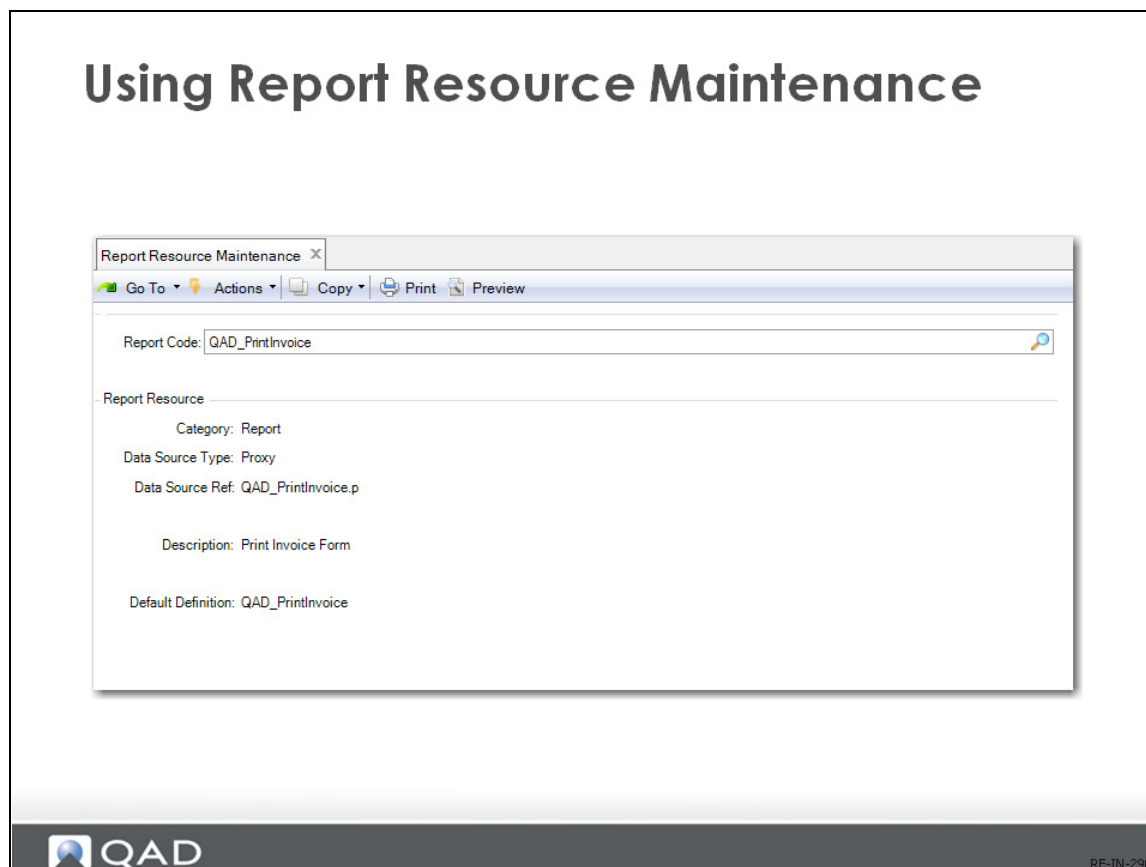 Using Report Resource Maintenance
Report Resource Maintenance
Go To Actions Copy Print Preview
Report Code: QAD_PrintInvoice
Report Resource
Category: Report
Data Source Type: Proxy
Data Source Ref: QAD_PrintInvoice.p
Description: Print Invoice Form
Default Definition: QAD_PrintInvoice
QAD